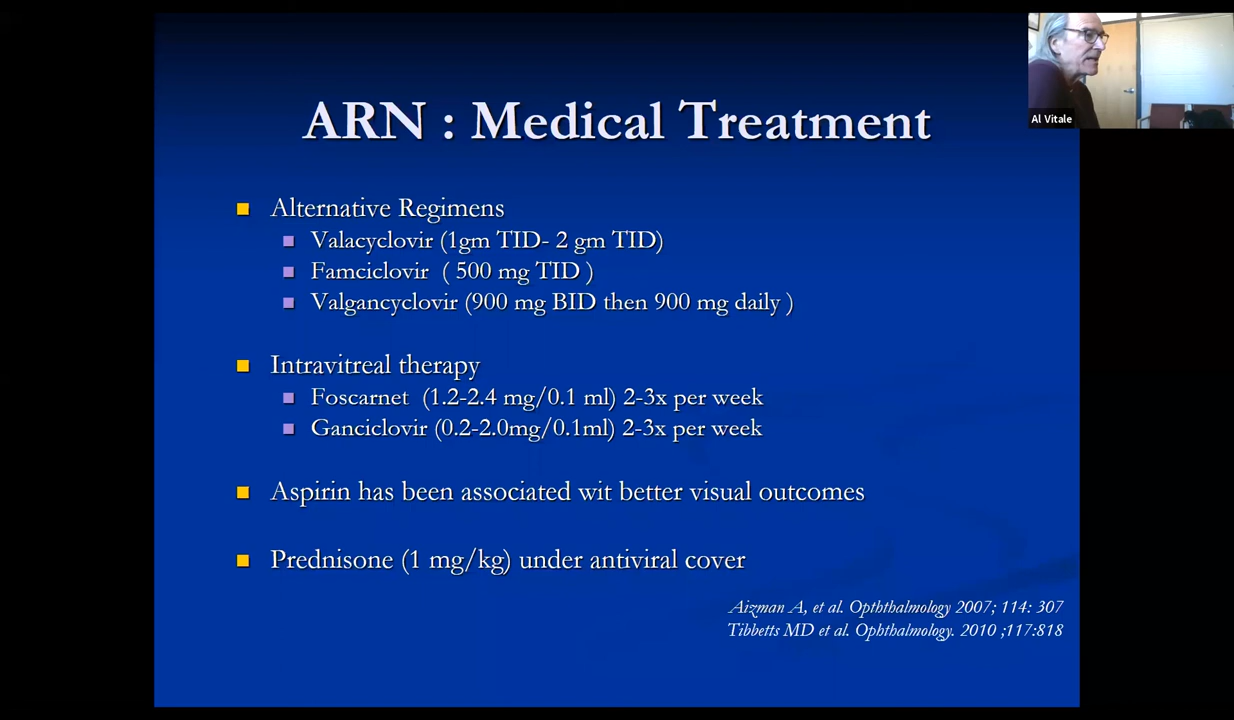 ARN : Medical Treatment
Al Vitale
Alternative Regimens
Valacyclovir (1gm TID- 2 gm TID)
Famciclovir ( 500 mg TID )
Valgancyclovir (900 mg BID then 900 mg daily )
Intravitreal therapy
Foscarnet (1.2-2.4 mg/0.1 ml) 2-3x per week
Ganciclovir (0.2-2.0mg/0.1ml) 2-3x per week
Aspirin has been associated wit better visual outcomes
Prednisone (1 mg/kg) under antiviral cover
Aizman A, et al. Opththalmology 2007; 114: 307
Tibbetts MD et al. Ophthalmology. 2010 ;117:818